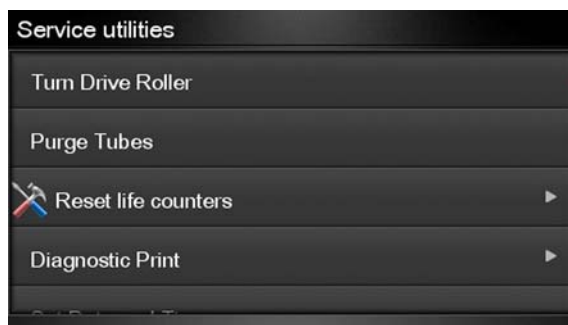 Service utilities
Turn Drive Roller
Purge Tubes
Reset life counters
Diagnostic Print